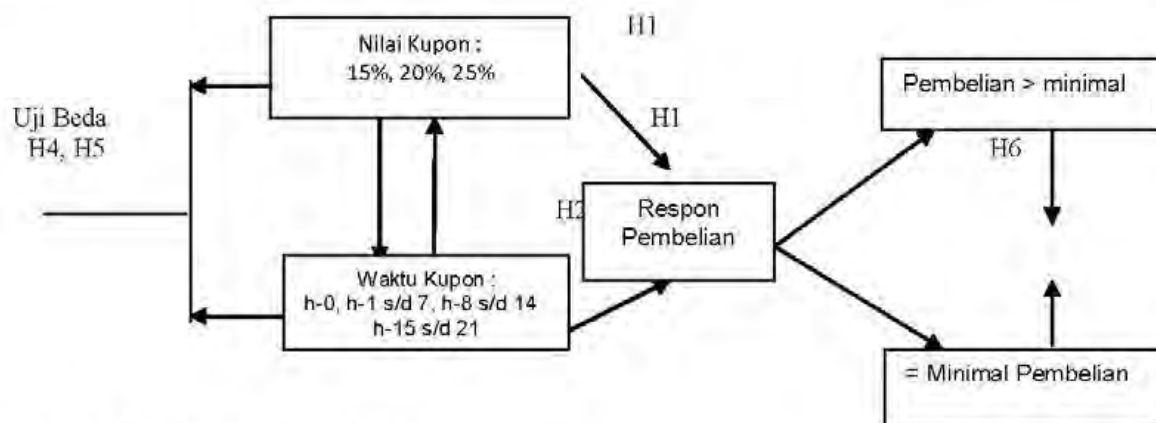 H1
Nilai Kupon :
15%, 20%, 25%
Pembelian > minimal
Uji Beda
H4, H5
H1
H6
H2
Respon
Pembelian
Waktu Kupon :
h-0, h-1 s/d 7, h-8 s/d 14
h-15 s/d 21
= Minimal Pembelian